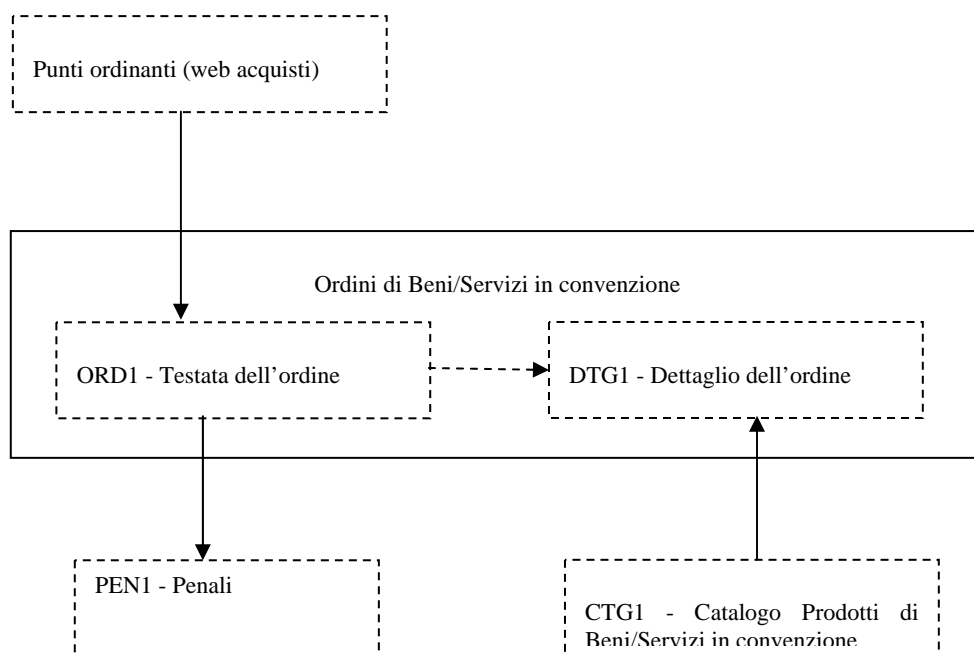 Punti ordinanti (web acquisti)
Ordini di Beni/Servizi in convenzione
ORD1 - Testata dell’ordine
DTG1 - Dettaglio dell’ordine
PEN1 - Penali
CTG1 - Catalogo Prodotti di
Beni/Servizi in convenzione